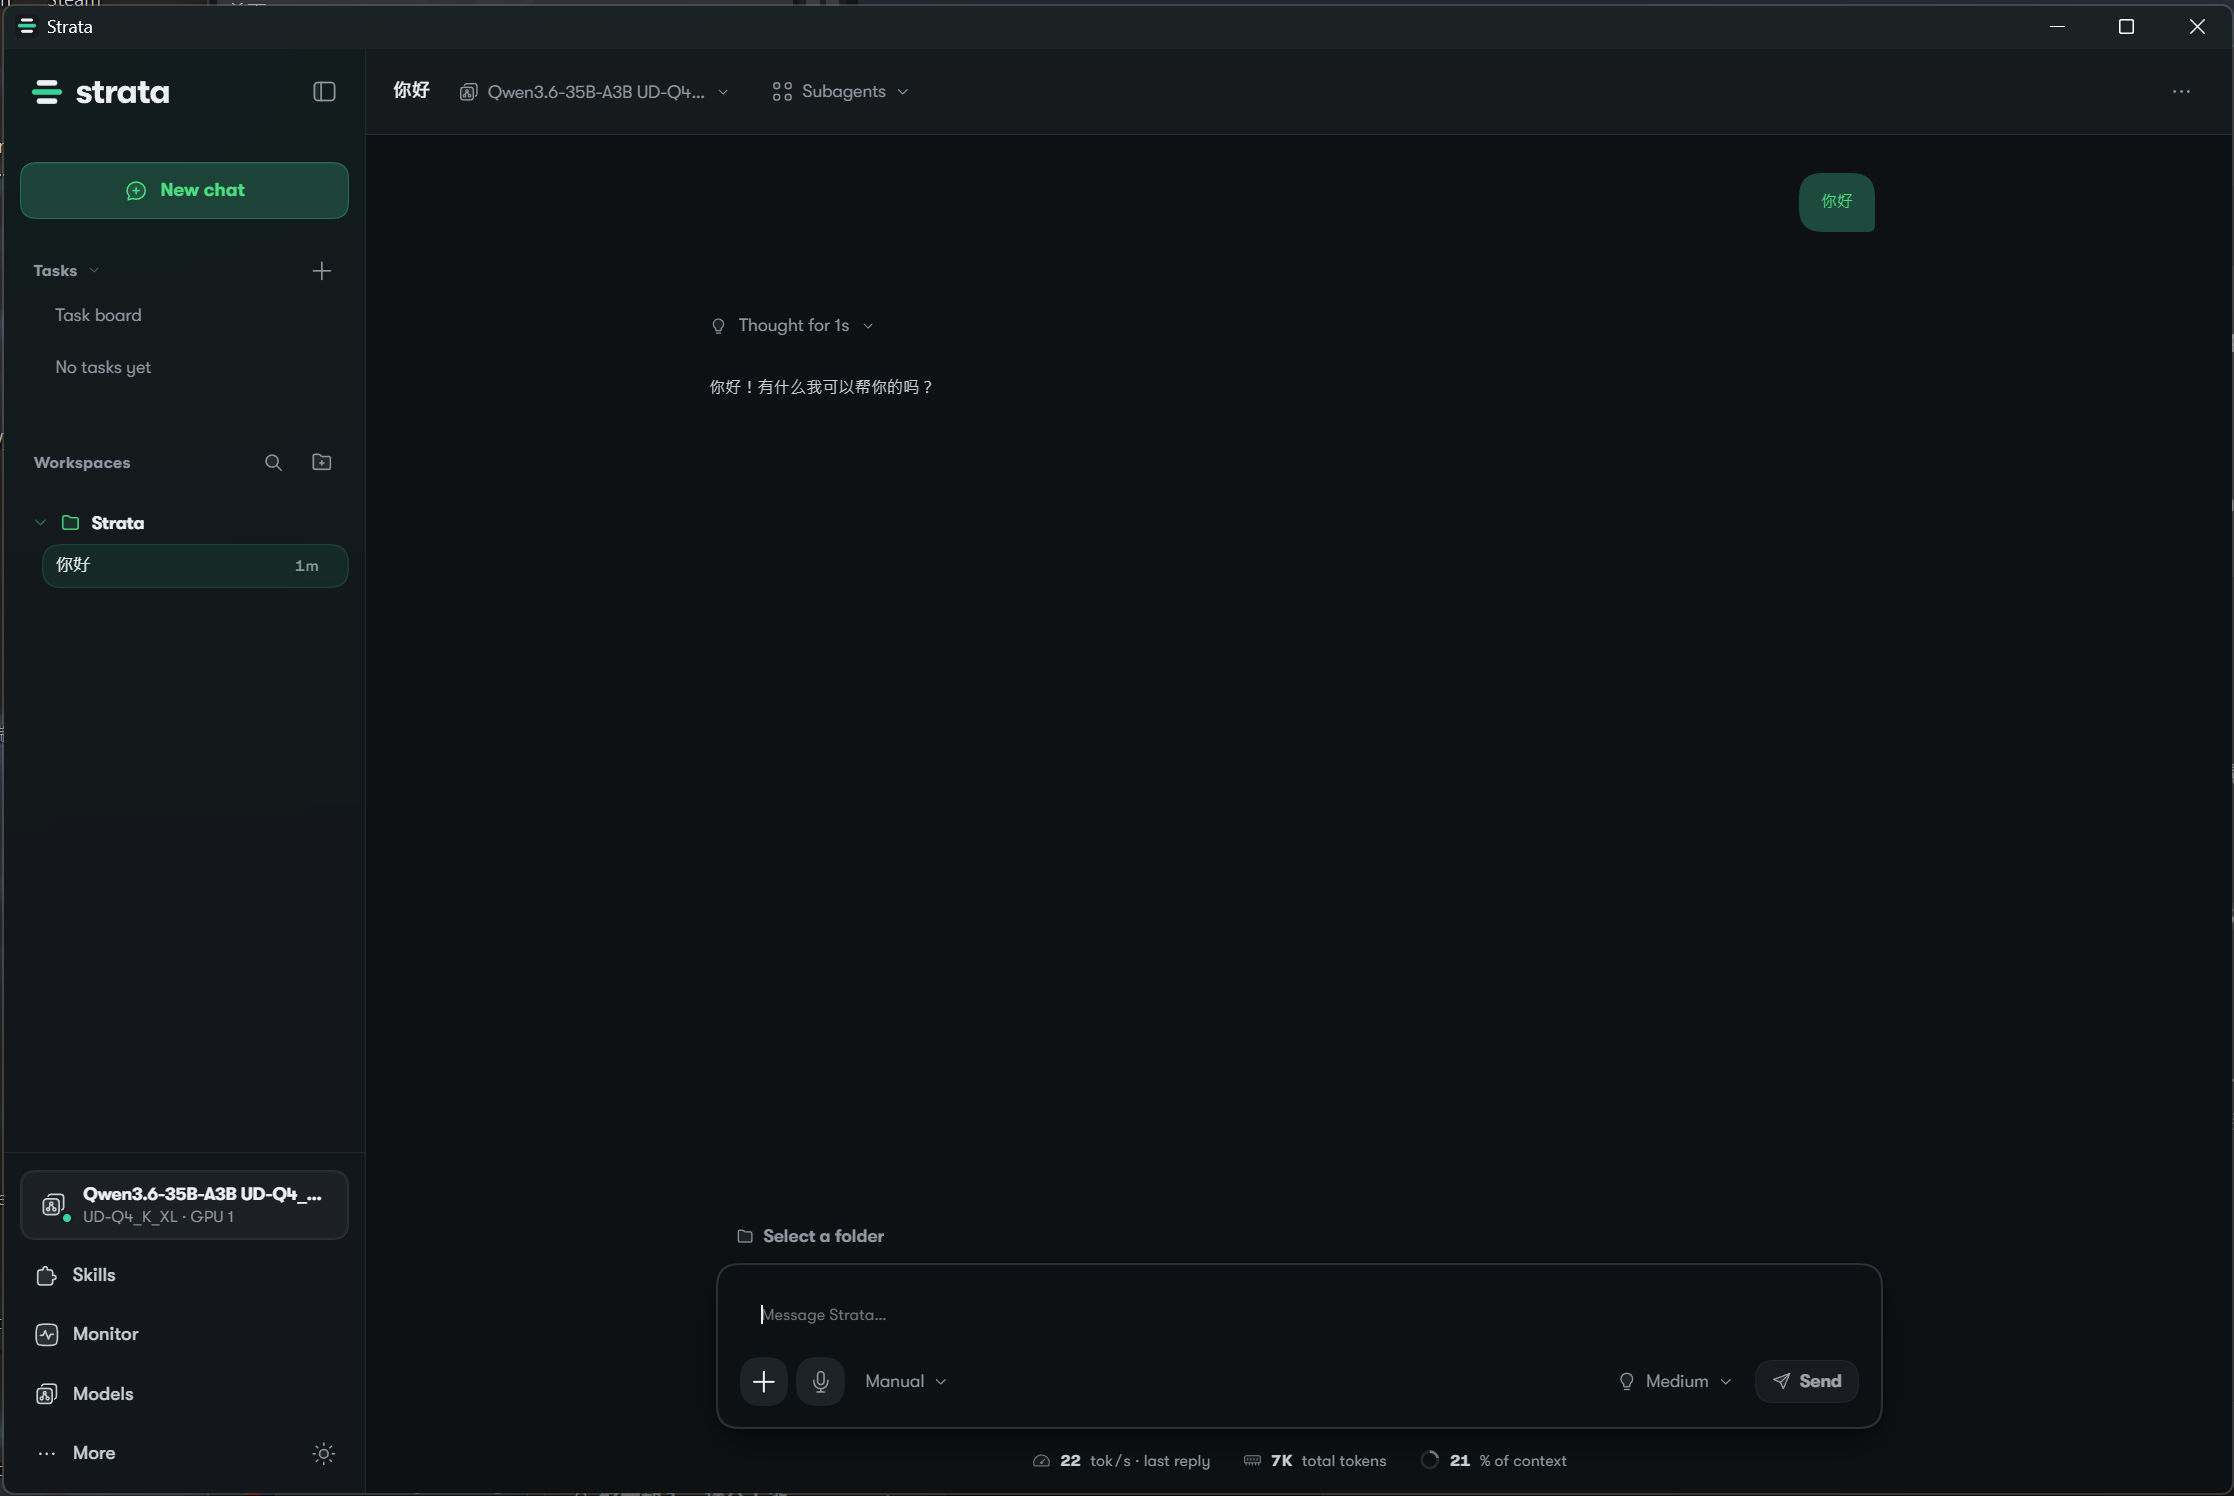 Strata
strata
New chat
Tasks
Task board
No tasks yet
Workspaces
Strata
你好 1m
Qwen3.6-35B-A3B UD-Q4_...
UD-Q4_K_XL · GPU 1
Skills
Monitor
Models
More
你好 Qwen3.6-35B-A3B UD-Q4... Subagents
你好
Thought for 1s
你好！有什么我可以帮你的吗？
Select a folder
Message Strata...
Manual Medium Send
22 tok/s · last reply 7K total tokens 21 % of context